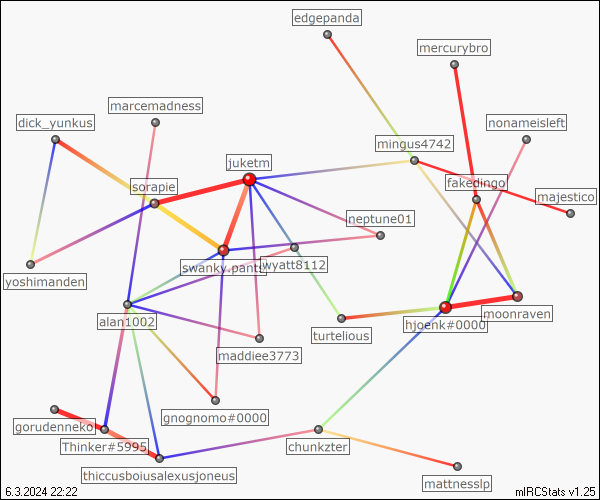 edgepanda
mercurybro
marcemadness
dick_yunkus
nonameisleft
mingus4742
juketm
sorapie
fakedingo
majestico
neptune01
swanky.pants
wyatt8112
yoshimanden
alan1002
moonraven
hjoenk#0000
turtelious
maddiee3773
gnognomo#0000
gorudenneko
Thinker#5995
chunkzter
thiccusboiusalexusjoneus
mattnesslp
6.3.2024 22:22
mIRCStats v1.25